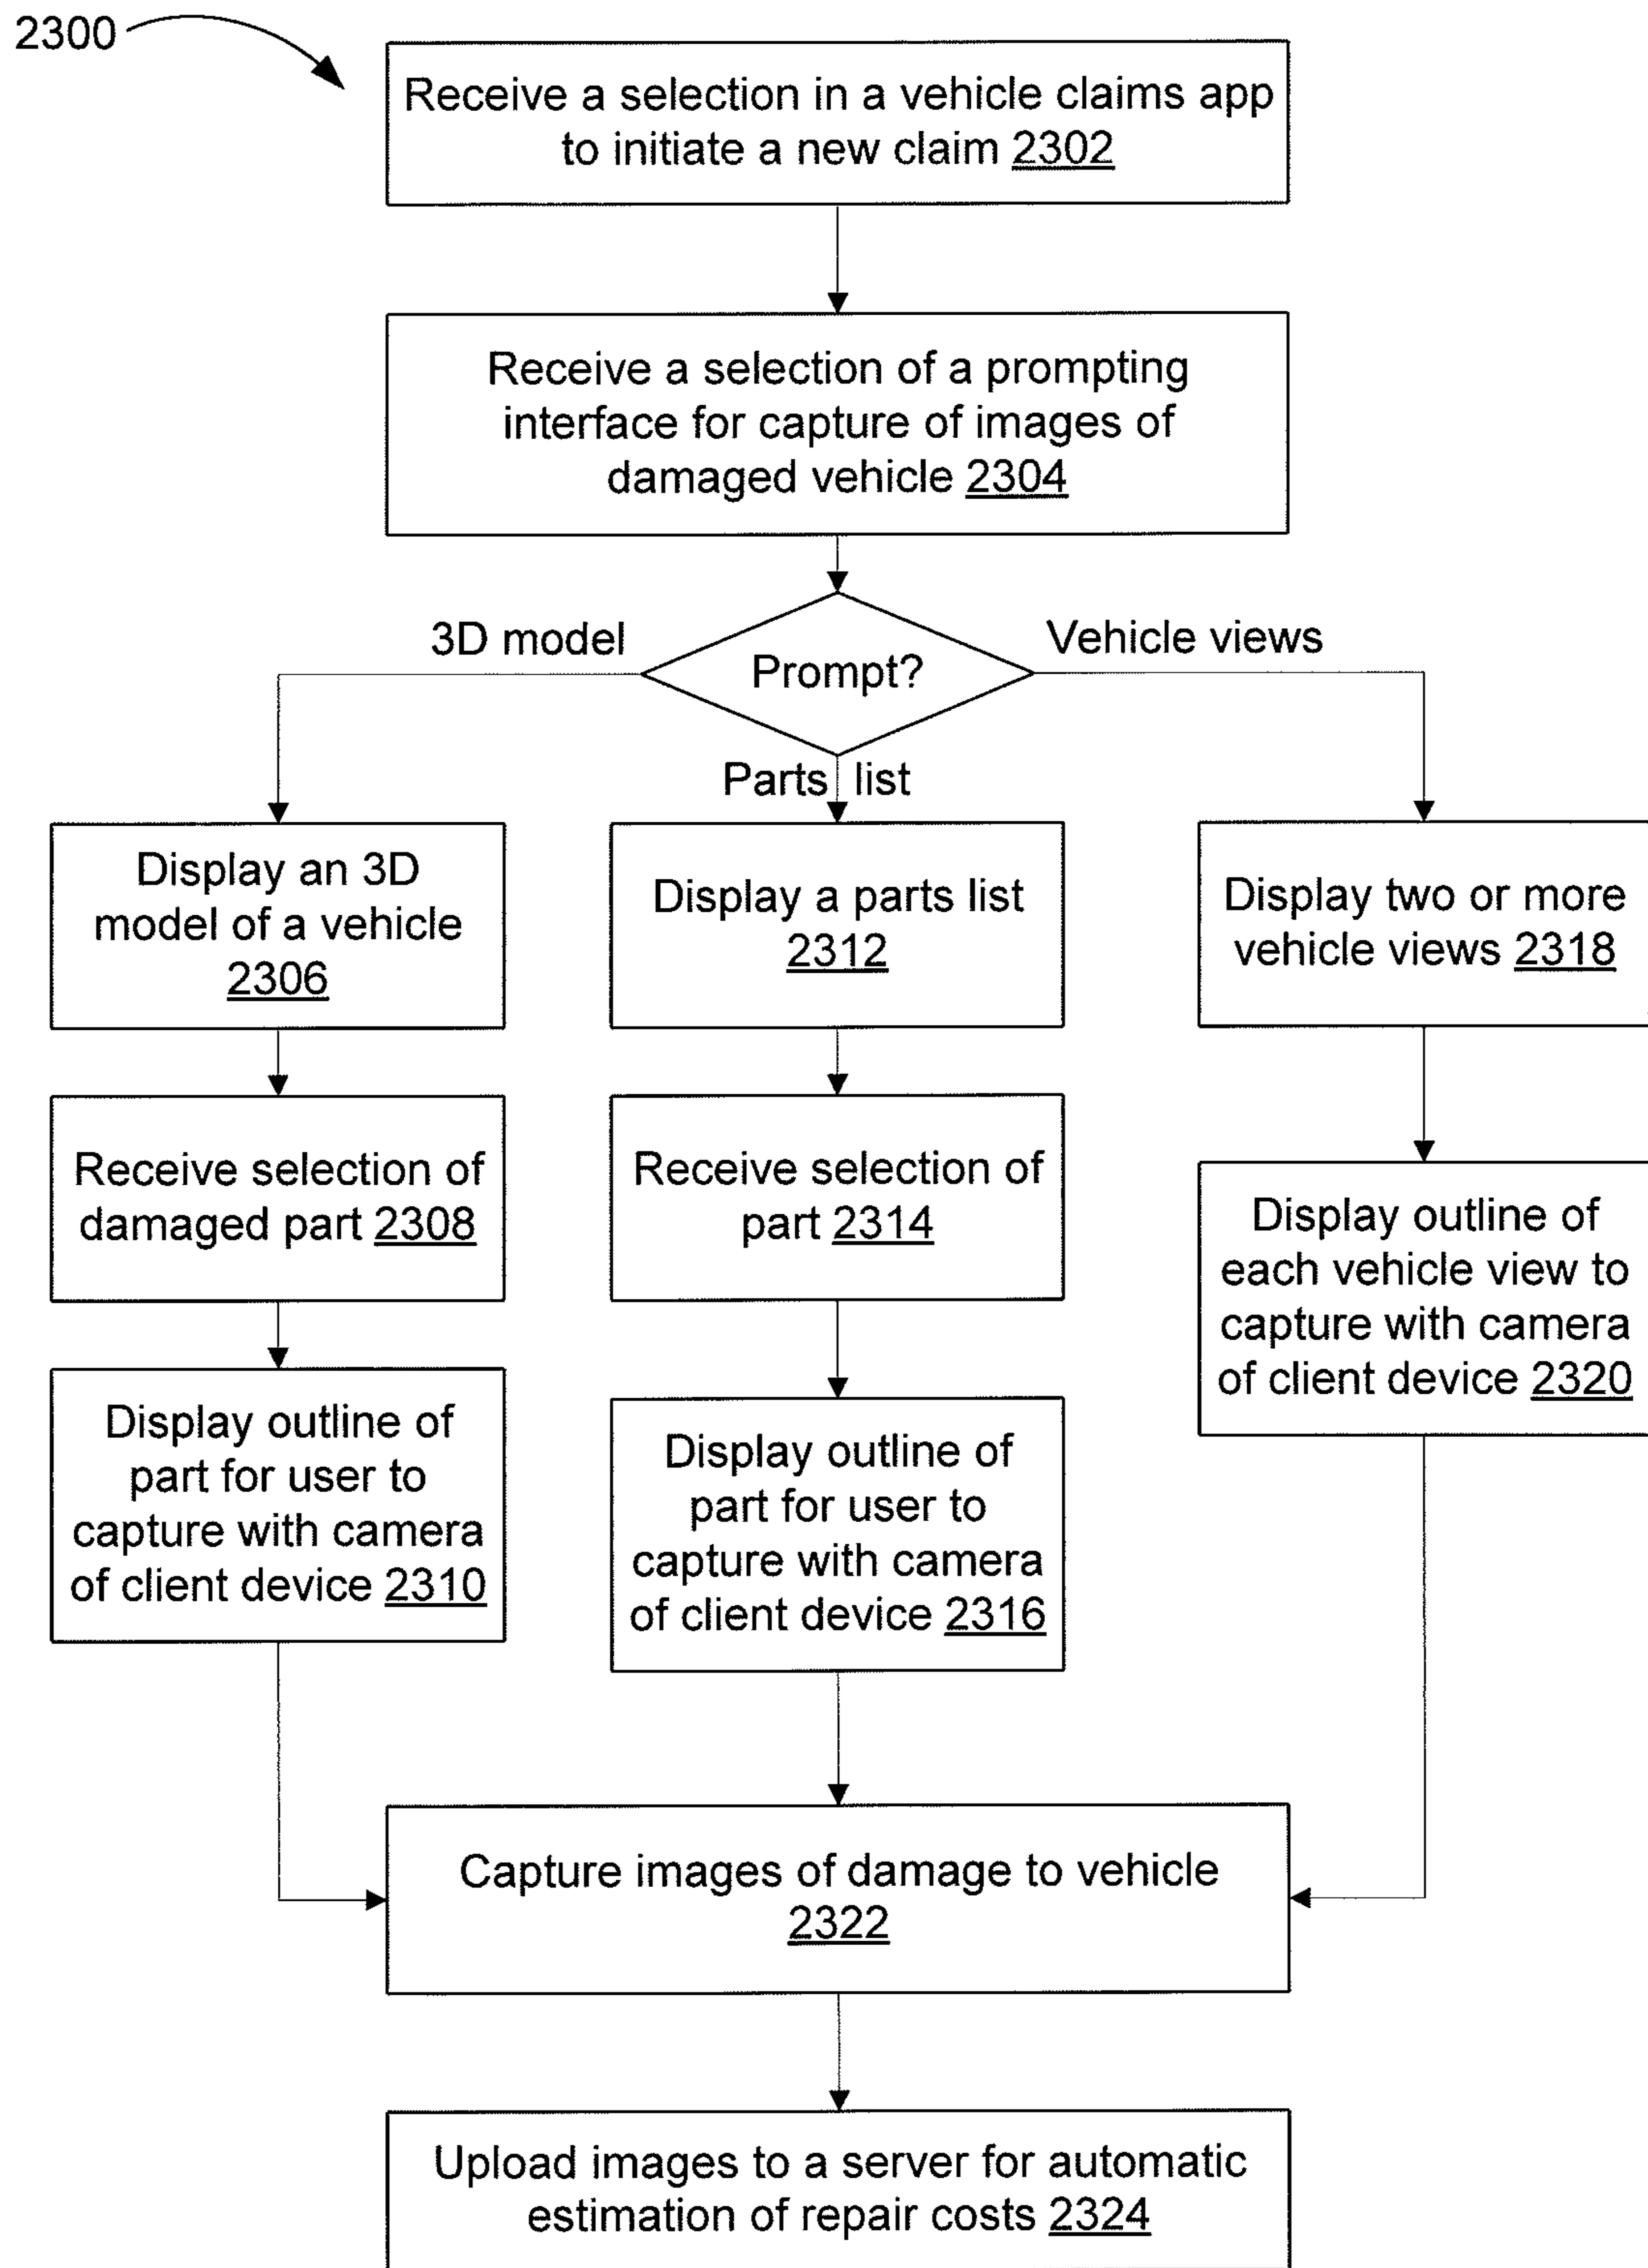 2300
Receive a selection in a vehicle claims app
to initiate a new claim 2302
Receive a selection of a prompting
interface for capture of images of
damaged vehicle 2304
Prompt?
3D model
Parts list
Vehicle views
Display an 3D
model of a vehicle
2306
Receive selection of
damaged part 2308
Display outline of
part for user to
capture with camera
of client device 2310
Display a parts list
2312
Receive selection of
part 2314
Display outline of
part for user to
capture with camera
of client device 2316
Display two or more
vehicle views 2318
Display outline of
each vehicle view to
capture with camera
of client device 2320
Capture images of damage to vehicle
2322
Upload images to a server for automatic
estimation of repair costs 2324